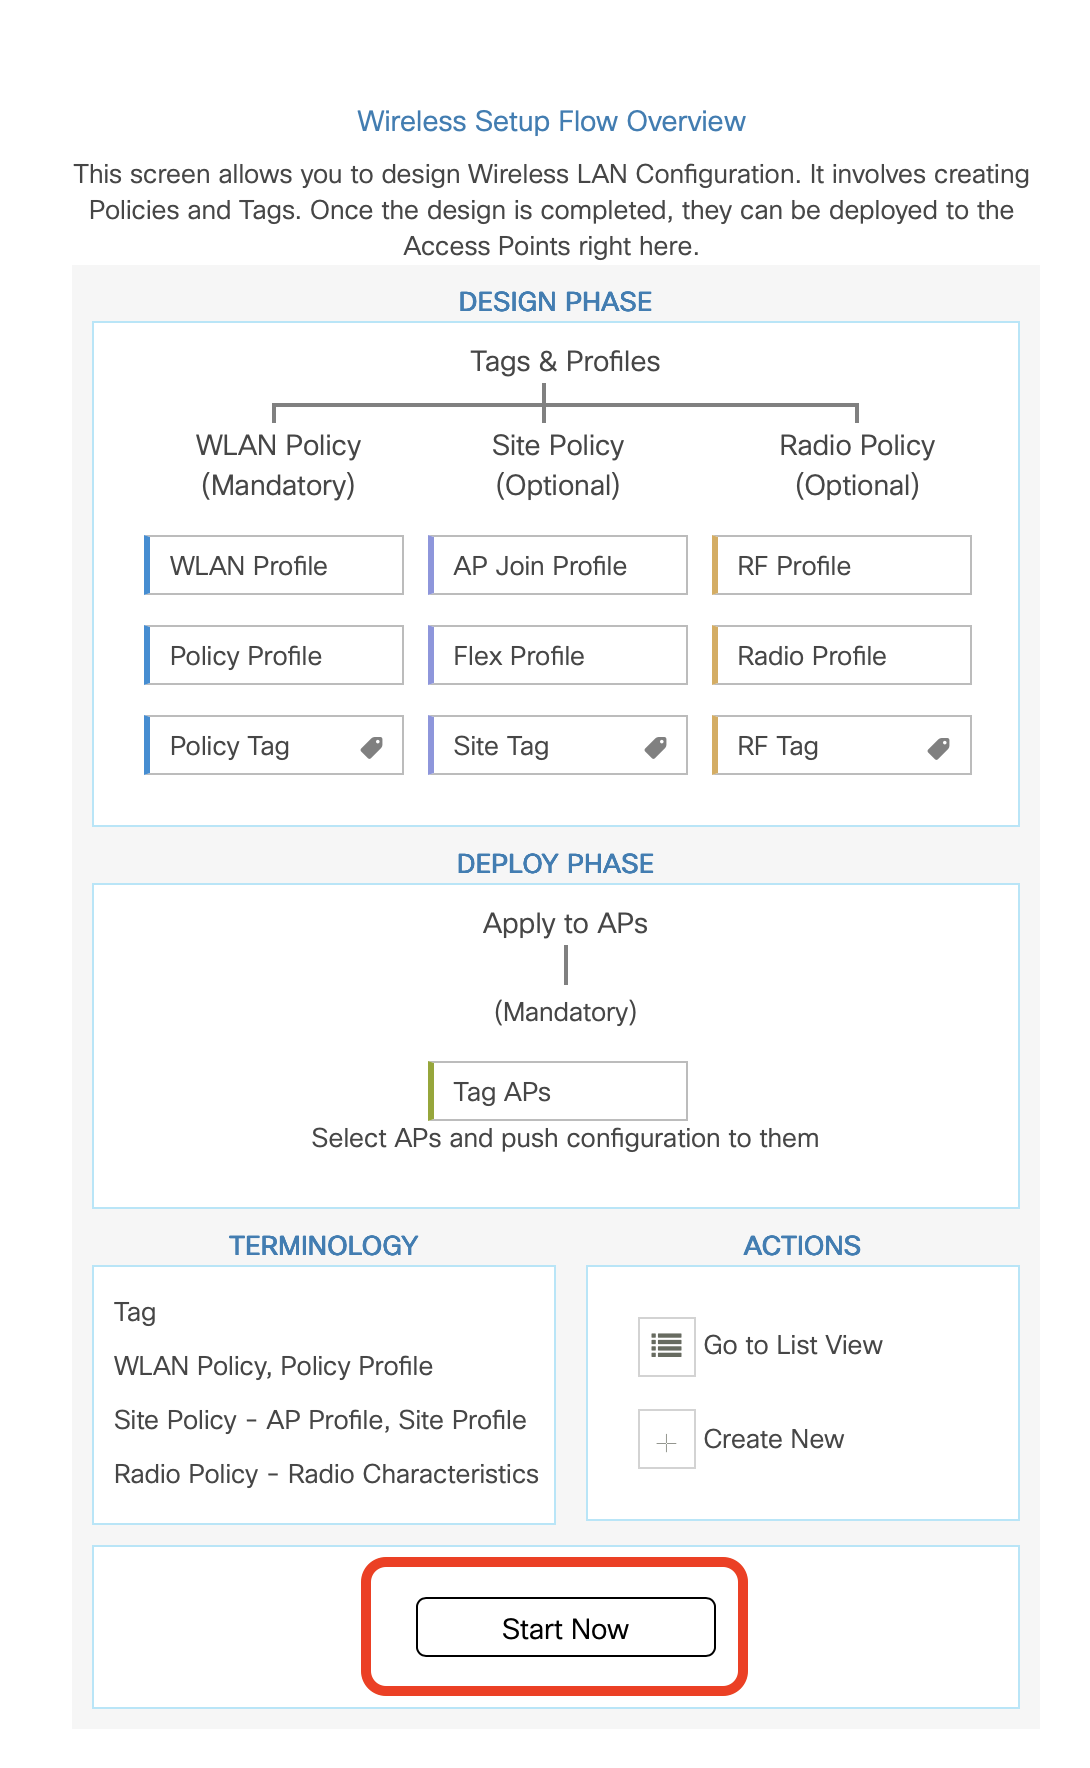 Wireless Setup Flow Overview
This screen allows you to design Wireless LAN Configuration. It involves creating
Policies and Tags. Once the design is completed, they can be deployed to the
Access Points right here.
DESIGN PHASE
Tags & Profiles
WLAN Policy
(Mandatory)
Site Policy
(Optional)
Radio Policy
(Optional)
WLAN Profile
AP Join Profile
RF Profile
Policy Profile
Flex Profile
Radio Profile
Policy Tag
Site Tag
RF Tag
DEPLOY PHASE
Apply to APs
(Mandatory)
Tag APs
Select APs and push configuration to them
TERMINOLOGY
Tag
WLAN Policy, Policy Profile
Site Policy - AP Profile, Site Profile
Radio Policy - Radio Characteristics
ACTIONS
Go to List View
Create New
Start Now